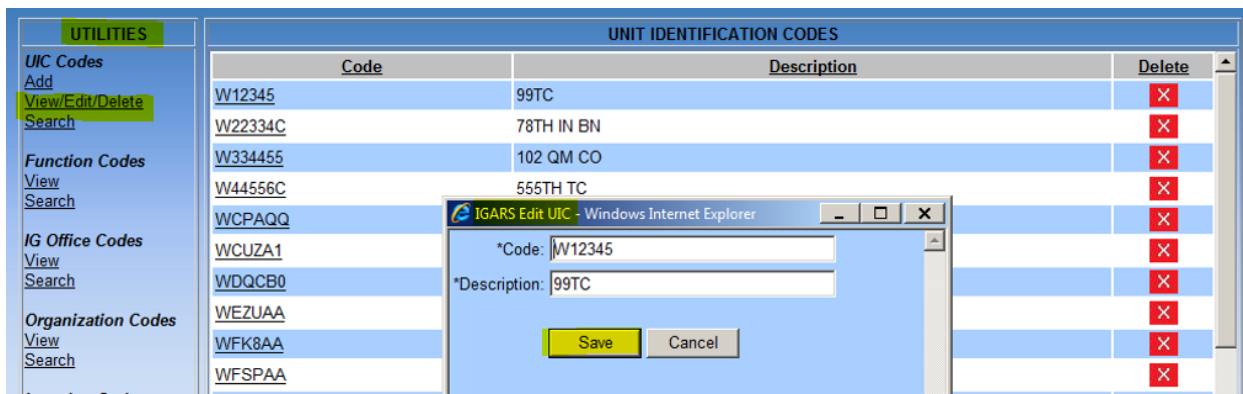 UTILITIES
UIC Codes
Add
View/Edit/Delete
Search
Function Codes
View
Search
IG Office Codes
View
Search
Organization Codes
View
Search
UNIT IDENTIFICATION CODES
Code Description Delete
W12345 99TC X
W22334C 78TH IN BN X
W334455 102 QM CO X
W44556C 555TH TC X
WCPAQQ X
WCUZA1 X
WDQCB0 X
WEZUAA X
WFK8AA X
WFSPAA X
IGARS Edit UIC - Windows Internet Explorer
*Code: W12345
*Description: 99TC
Save Cancel